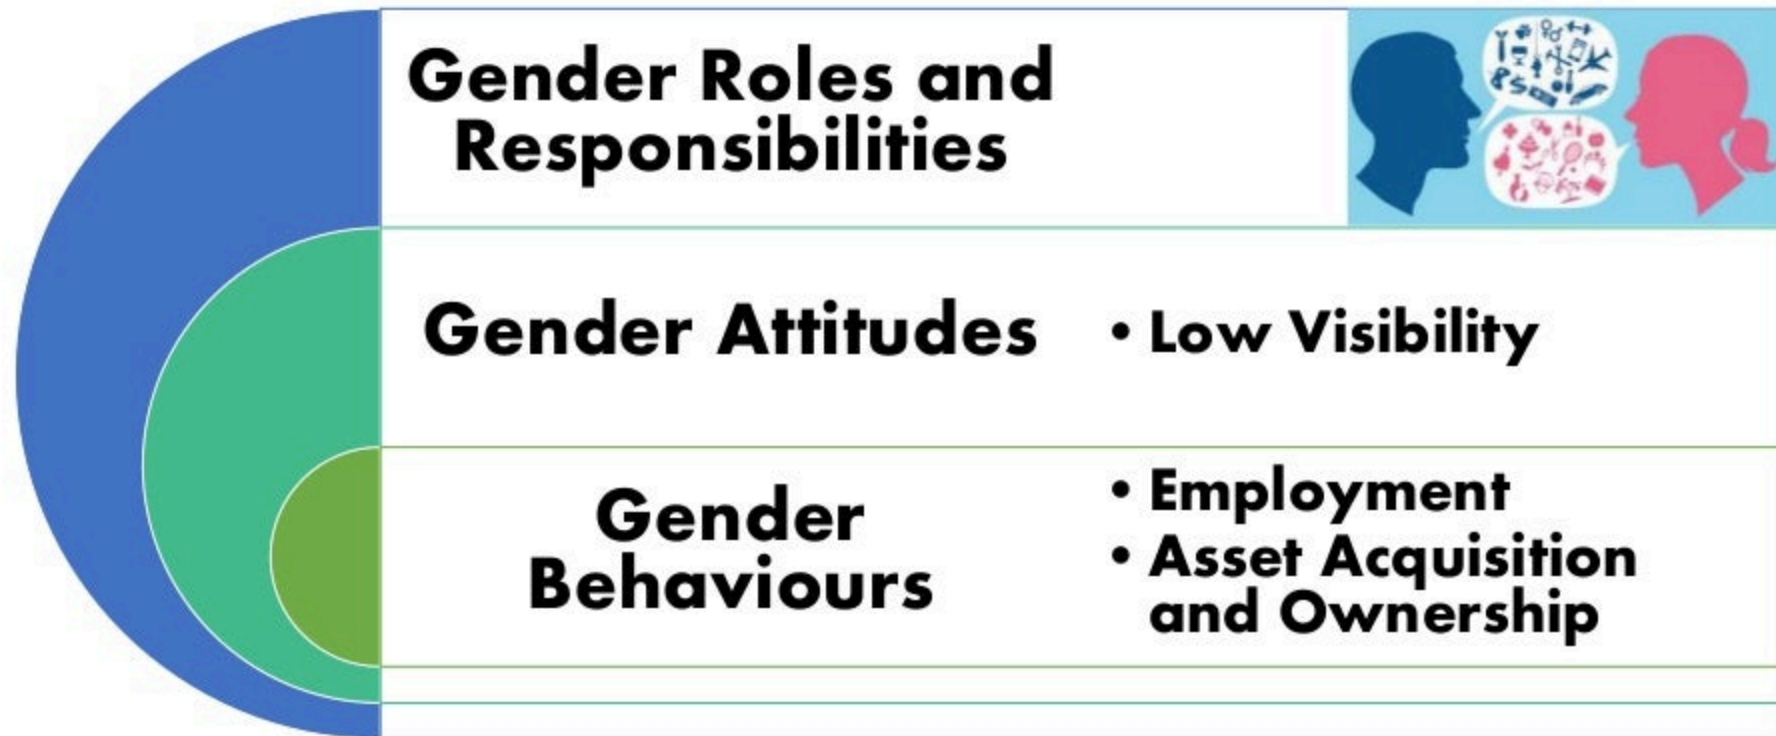 Gender Roles and
Responsibilities
Gender Attitudes
• Low Visibility
Gender
Behaviours
• Employment
• Asset Acquisition
and Ownership